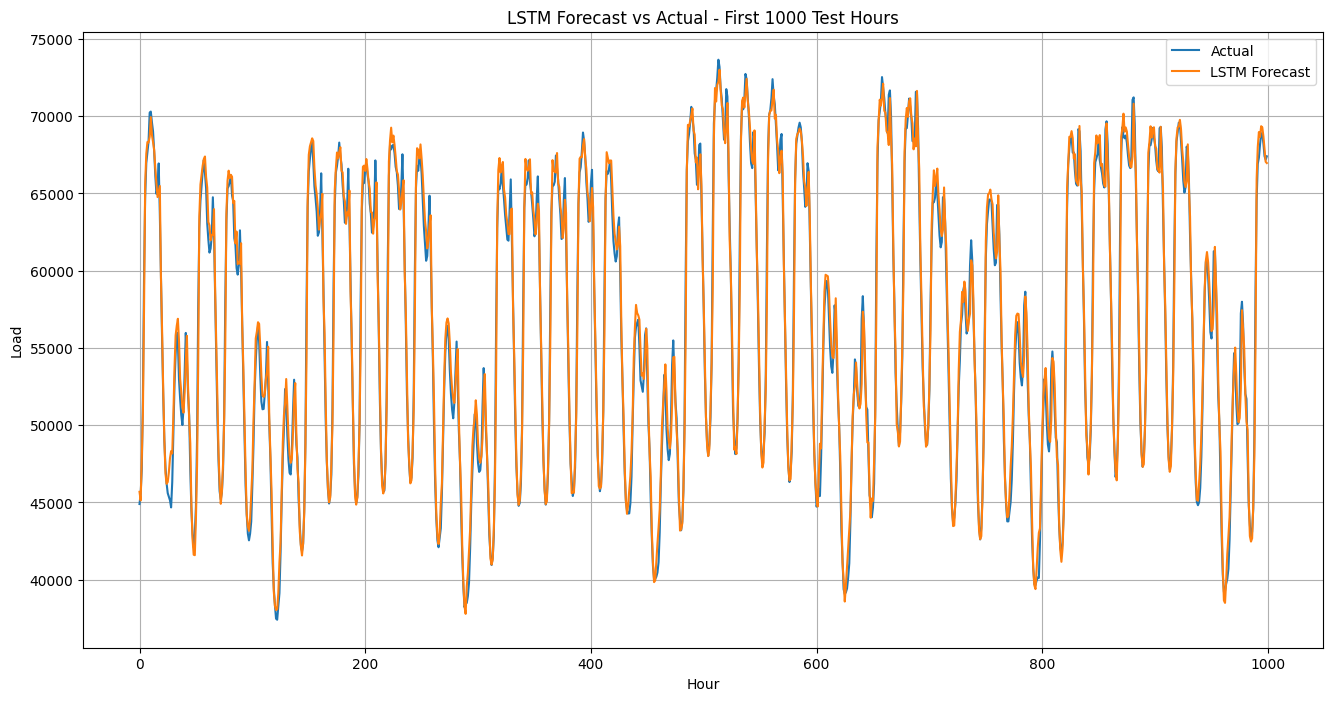 LSTM Forecast vs Actual - First 1000 Test Hours
75000
Actual
LSTM Forecast
70000
65000
60000
55000
Load
50000
45000
40000
0 200 400 600 800 1000
Hour